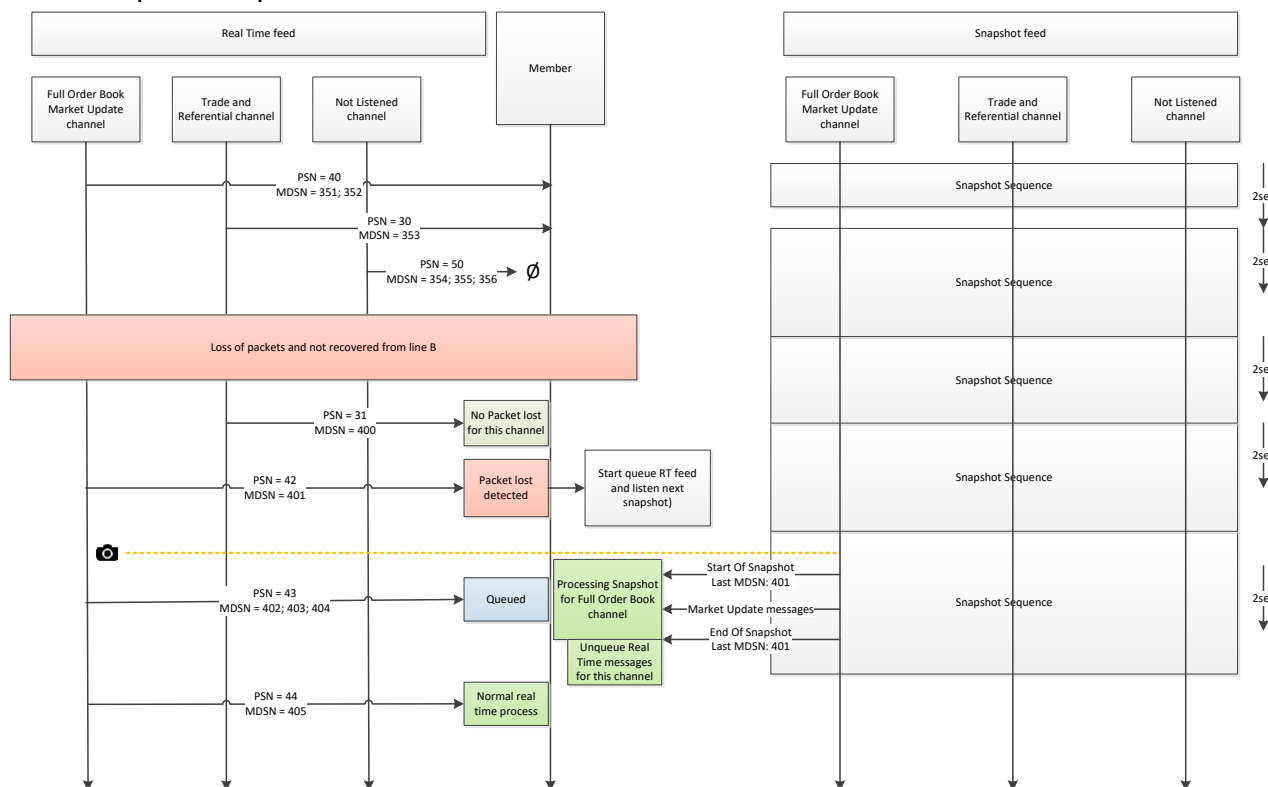 Real Time feed
Member
Snapshot feed
Full Order Book
Market Update
channel
Trade and
Referential channel
Not Listened
channel
Full Order Book
Market Update
channel
Trade and
Referential channel
Not Listened
channel
PSN = 40
MDSN = 351; 352
Snapshot Sequence
2se
PSN = 30
MDSN = 353
PSN = 50
MDSN = 354; 355; 356
Ø
Snapshot Sequence
2se
Loss of packets and not recovered from line B
Snapshot Sequence
2se
PSN = 31
MDSN = 400
No Packet lost
for this channel
PSN = 42
MDSN = 401
Packet lost
detected
Start queue RT feed
and listen next
snapshot)
Snapshot Sequence
2se
Start Of Snapshot
Last MDSN: 401
PSN = 43
MDSN = 402; 403; 404
Queued
Processing Snapshot
for Full Order Book
channel
Market Update messages
Snapshot Sequence
2se
End Of Snapshot
Last MDSN: 401
Unqueue Real
Time messages
for this channel
PSN = 44
MDSN = 405
Normal real
time process